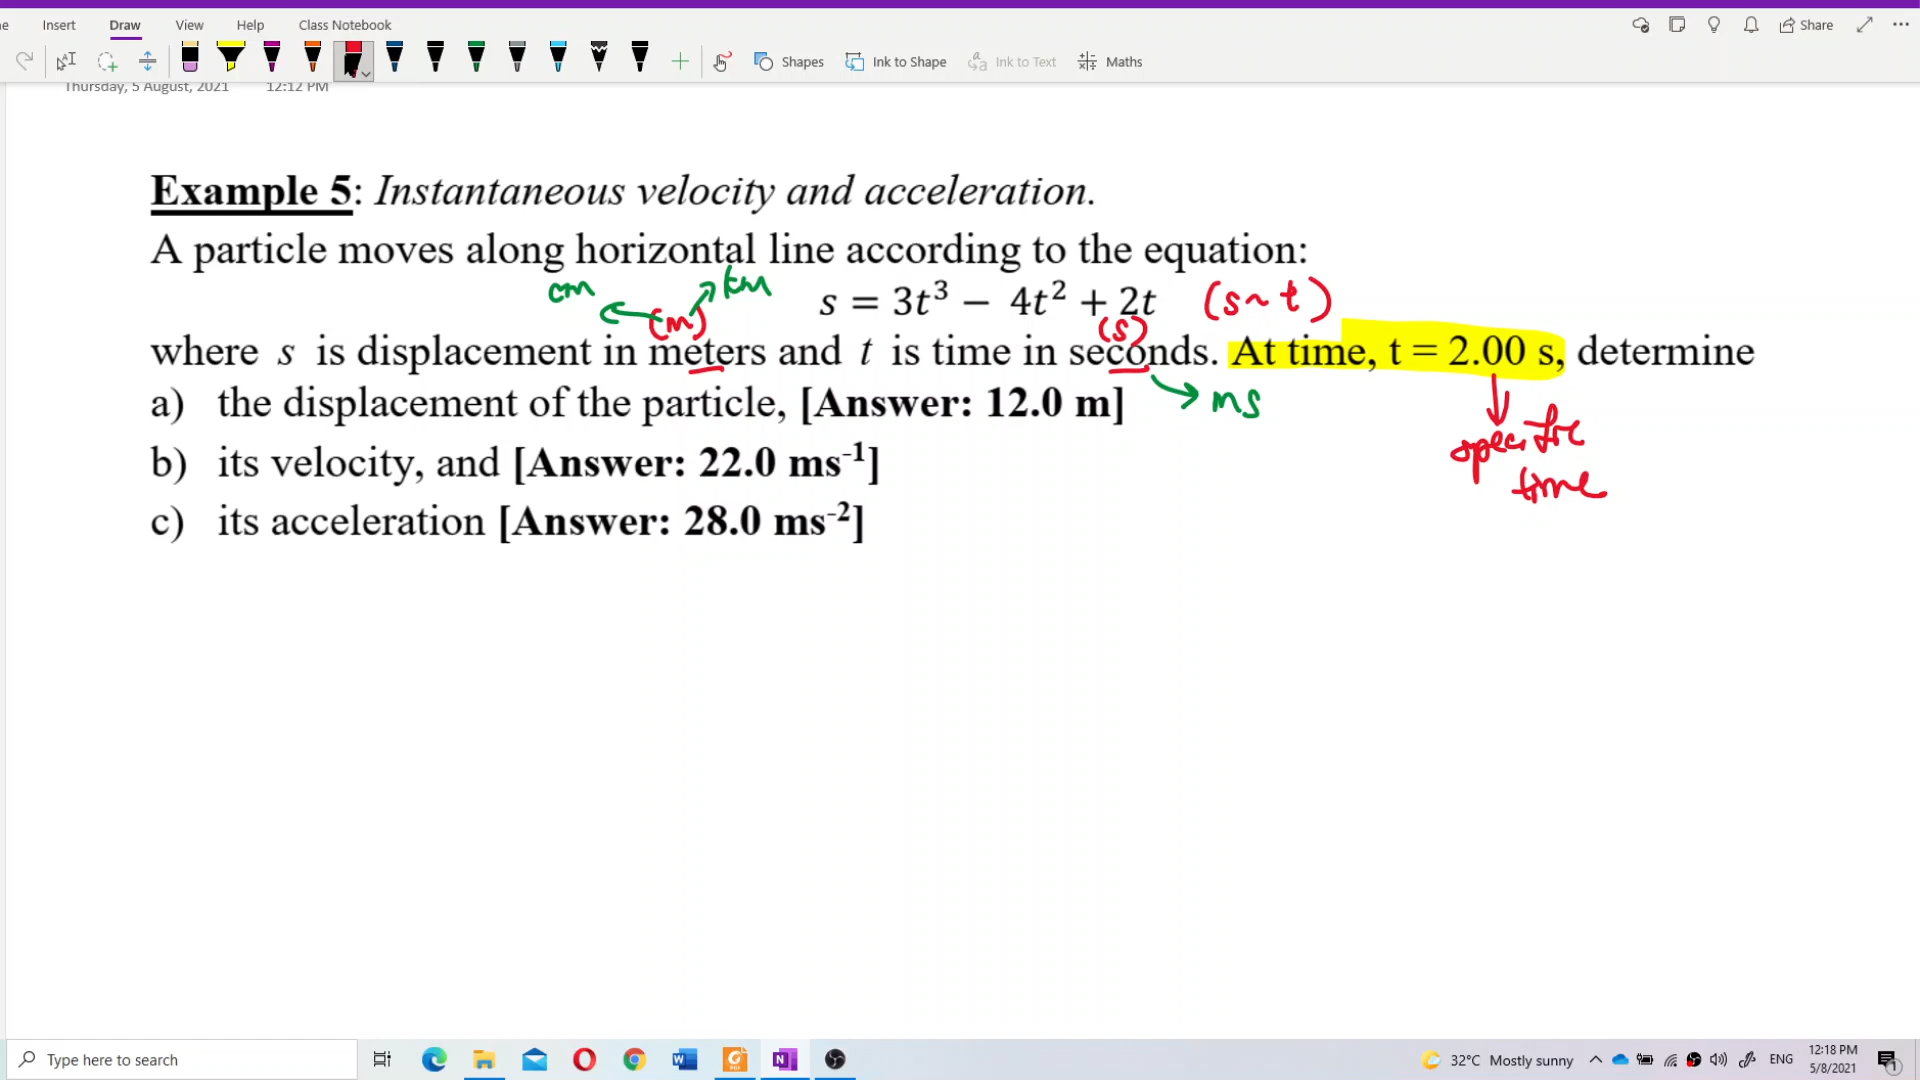 Insert Draw View Help Class Notebook Share
Shapes Ink to Shape Ink to Text Maths
Thursday, 5 August, 2021 12:12 PM
Example 5: Instantaneous velocity and acceleration.
A particle moves along horizontal line according to the equation:
cm km
s = 3t³ − 4t² + 2t (s~t)
(m) (s)
where s is displacement in meters and t is time in seconds. At time, t = 2.00 s, determine
a) the displacement of the particle, [Answer: 12.0 m] ms
specific
b) its velocity, and [Answer: 22.0 ms⁻¹]
time
c) its acceleration [Answer: 28.0 ms⁻²]
Type here to search 32°C Mostly sunny ENG 12:18 PM
5/8/2021